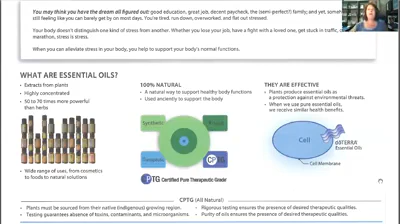 You may think you have the dream all figured out: good education, great job, decent paycheck, the (semi-perfect?) family; and yet, somehow
still feeling like you can barely get by on most days. You're tired, run down, overworked, and flat out stressed.
Your body doesn't distinguish one kind of stress from another. Whether you lose your job, have a fight with a loved one, get stuck in traffic,
marathon, stress is stress.
When you can alleviate stress in your body, you help to support your body's normal functions.
WHAT ARE ESSENTIAL OILS?
• Extracts from plants
• Highly concentrated
• 50 to 70 times more powerful
than herbs
• Wide range of uses, from cosmetics
to foods to natural solutions
100% NATURAL
• A natural way to support healthy body functions
• Used anciently to support the body
Synthetic
CPTG
CPTG Certified Pure Therapeutic Grade
THEY ARE EFFECTIVE
• Plants produce essential oils as
a protection against environmental threats.
• When we use pure essential oils,
we receive similar health benefits.
Cell
dōTERRA
Essential Oils
Cell Membrane
CPTG (All Natural)
• Plants must be sourced from their native (indigenous) growing region.
• Testing guarantees absence of toxins, contaminants, and microorganisms.
• Rigorous testing ensures the presence of desired therapeutic qualities.
• Purity of oil ensures the presence of desired therapeutic qualities.